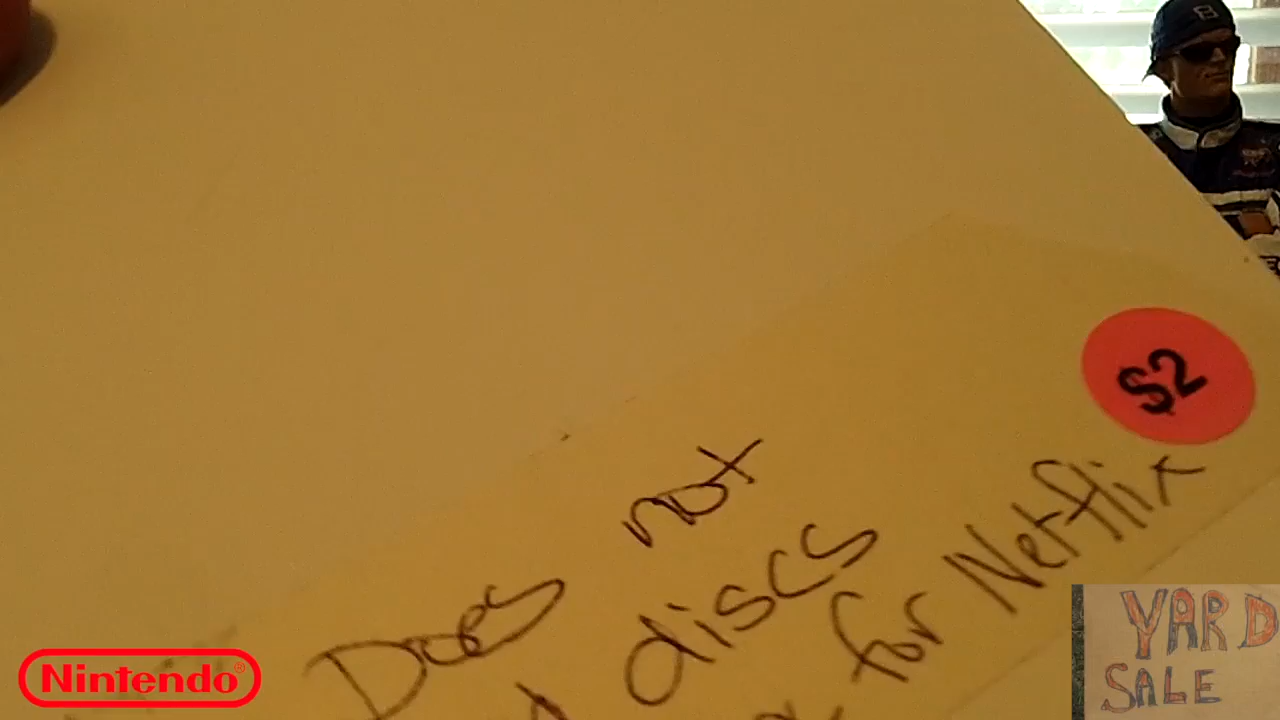 $2
Does not
discs
for Netflix
Nintendo®
YARD
SALE